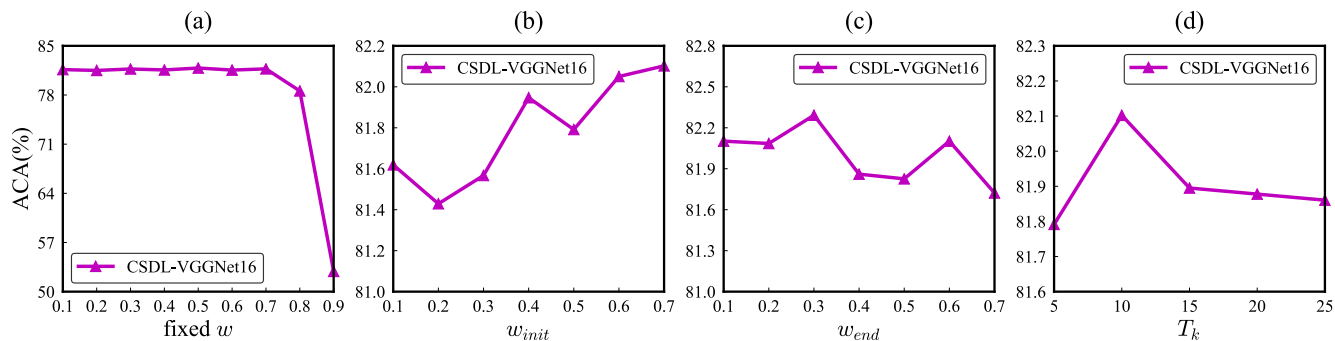 (a)
ACA(%)
85
78
71
64
57
50
CSDL-VGGNet16
0.1 0.2 0.3 0.4 0.5 0.6 0.7 0.8 0.9
fixed w
(b)
82.2
82.0
81.8
81.6
81.4
81.2
81.0
CSDL-VGGNet16
0.1 0.2 0.3 0.4 0.5 0.6 0.7
w_init
(c)
82.8
82.5
82.2
81.9
81.6
81.3
81.0
CSDL-VGGNet16
0.1 0.2 0.3 0.4 0.5 0.6 0.7
w_end
(d)
82.3
82.2
82.1
82.0
81.9
81.8
81.7
81.6
CSDL-VGGNet16
5 10 15 20 25
T_k